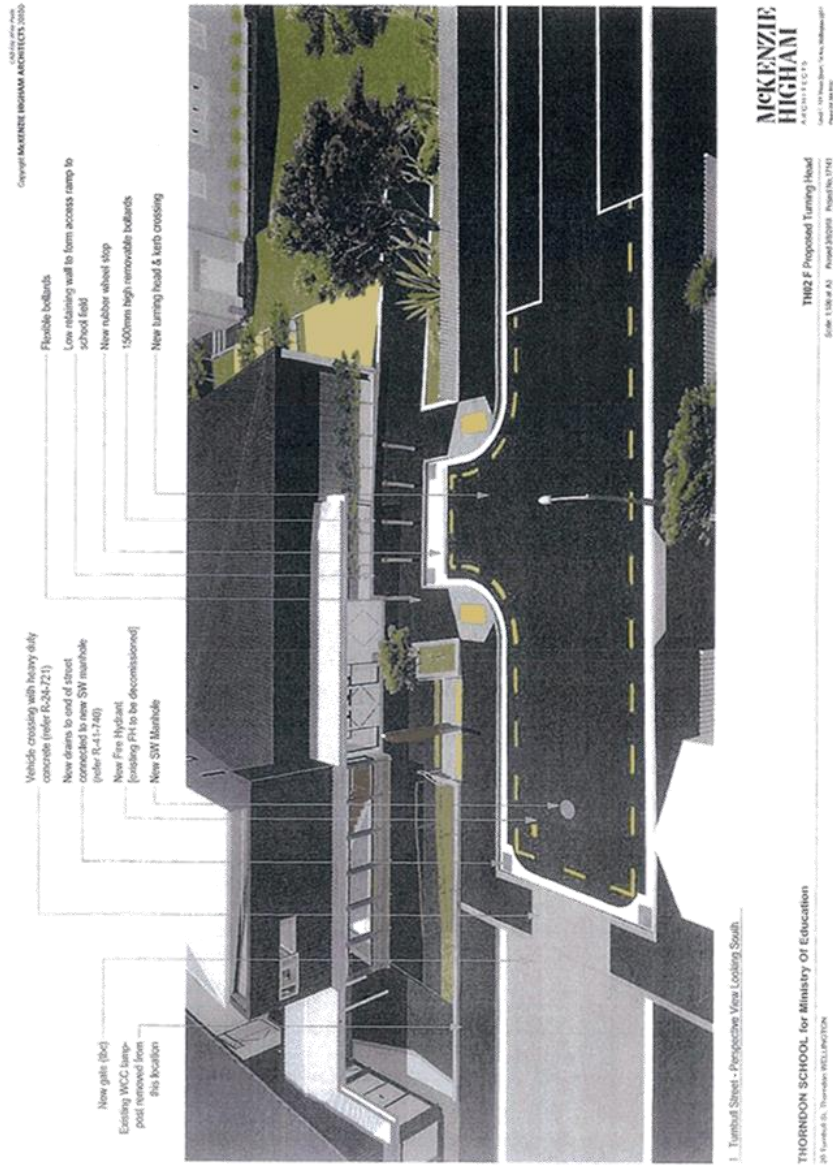 Copyright McKENZIE HIGHAM ARCHITECTS
Vehicle crossing with heavy duty
concrete (refer R-24-721)
New drains to end of street
connected to new SW manhole
(refer R-41-740)
New Fire Hydrant
[existing FH to be decomissioned]
New SW Manhole
Flexible bollards
Low retaining wall to form access ramp to
school field
New rubber wheel stop
1500mm high removable bollards
New turning head & kerb crossing
New gate (tbc)
Existing WCC lamp-
post removed from
this location
1 Turnbull Street - Perspective View Looking South
THORNDON SCHOOL for Ministry Of Education
20 Turnbull St, Thorndon WELLINGTON
TH02 F Proposed Turning Head
McKENZIE
HIGHAM
ARCHITECTS